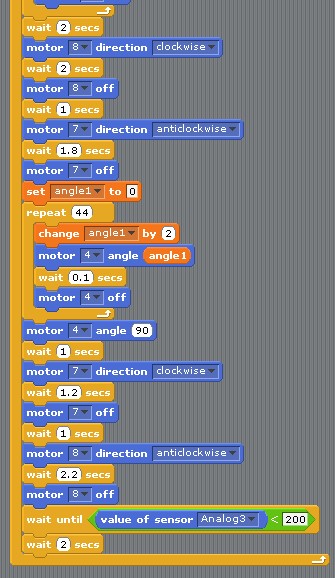 wait 2 secs
motor 8 direction clockwise
wait 2 secs
motor 8 off
wait 1 secs
motor 7 direction anticlockwise
wait 1.8 secs
motor 7 off
set angle1 to 0
repeat 44
change angle1 by 2
motor 4 angle angle1
wait 0.1 secs
motor 4 off
motor 4 angle 90
wait 1 secs
motor 7 direction clockwise
wait 1.2 secs
motor 7 off
wait 1 secs
motor 8 direction anticlockwise
wait 2.2 secs
motor 8 off
wait until value of sensor Analog3 < 200
wait 2 secs